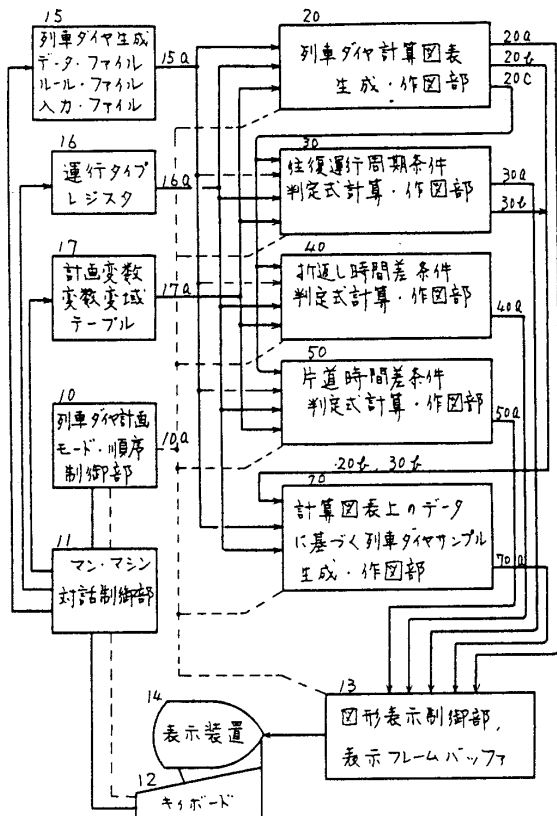 15
列車ダイヤ生成
データ・ファイル
ルール・ファイル
入力・ファイル
15a
16
運行タイプ
レジスタ
16a
17
計画変数
変数変域
テーブル
17a
10
列車ダイヤ計画
モード・順序
制御部
10a
11
マン・マシン
対話制御部
20
列車ダイヤ計算図表
生成・作図部
20a
20b
20c
30
往復運行周期条件
判定式計算・作図部
30a
30b
40
折返し時間差条件
判定式計算・作図部
40a
50
片道時間差条件
判定式計算・作図部
50a
20b, 30b
70
計算図表上のデータ
に基づく列車ダイヤサンプル
生成・作図部
70a
13
図形表示制御部,
表示フレームバッファ
14
表示装置
12
キィボード